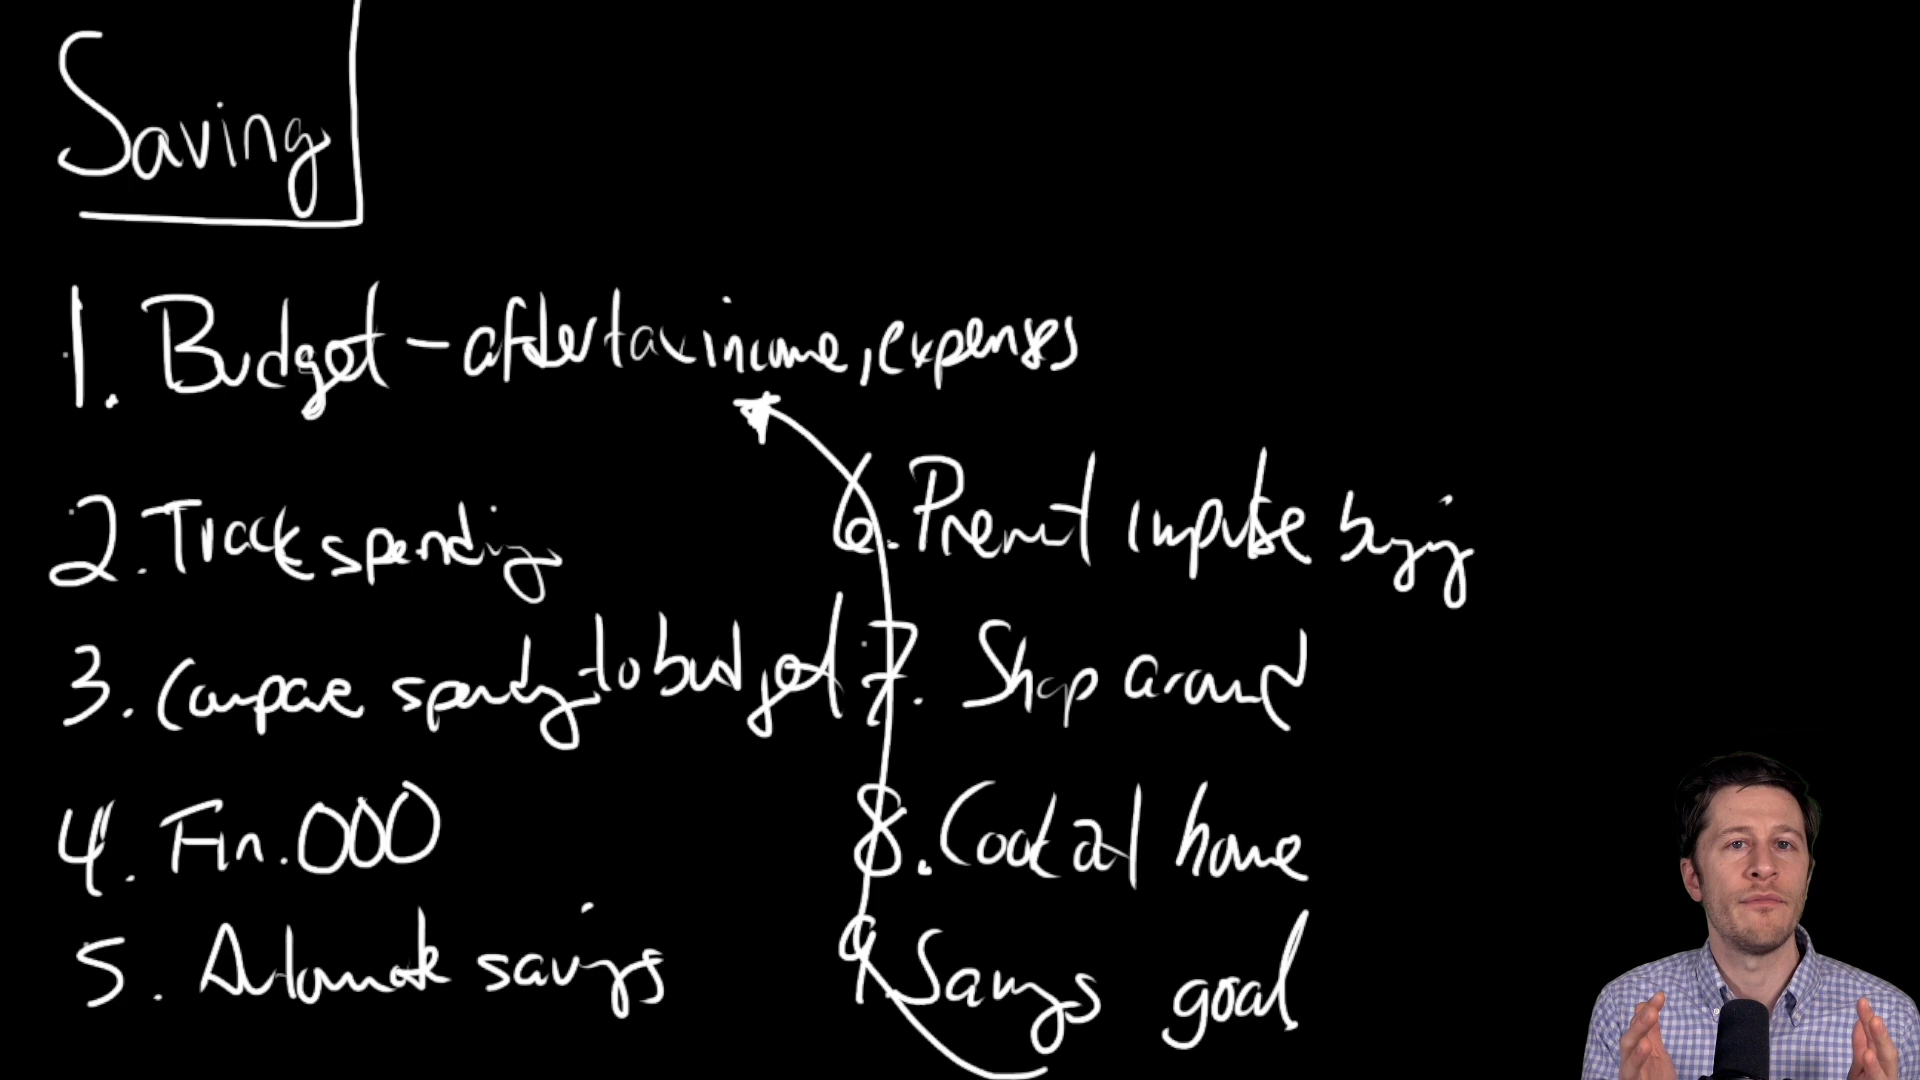 Saving
1. Budget - after tax income, expenses
2. Track spending
3. Compare spending to budget
4. Fin. 000
5. Automate savings
6. Prevent impulse buying
7. Shop around
8. Cook at home
9. Savings goal